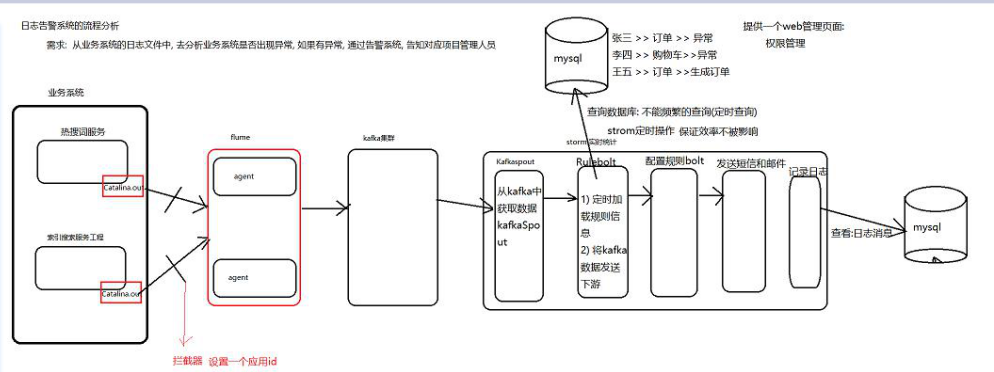 日志告警系统的流程分析
需求: 从业务系统的日志文件中, 去分析业务系统是否出现异常, 如果有异常, 通过告警系统, 告知对应项目管理人员
mysql
张三 >> 订单 >> 异常
李四 >> 购物车>>异常
王五 >> 订单 >>生成订单
提供一个web管理页面:
权限管理
查询数据库: 不能频繁的查询(定时查询)
strom定时操作 保证效率不被影响
storm实时统计
业务系统
热搜词服务
Catalina.out
索引搜索服务工程
Catalina.out
flume
agent
agent
拦截器 设置一个应用id
kafka集群
Kafkaspout
从kafka中
获取数据
kafkaSpo
ut
Rulebolt
1) 定时加
载规则信
息
2) 将kafka
数据发送
下游
配置规则bolt
发送短信和邮件
记录日志
查看:日志消息
mysql